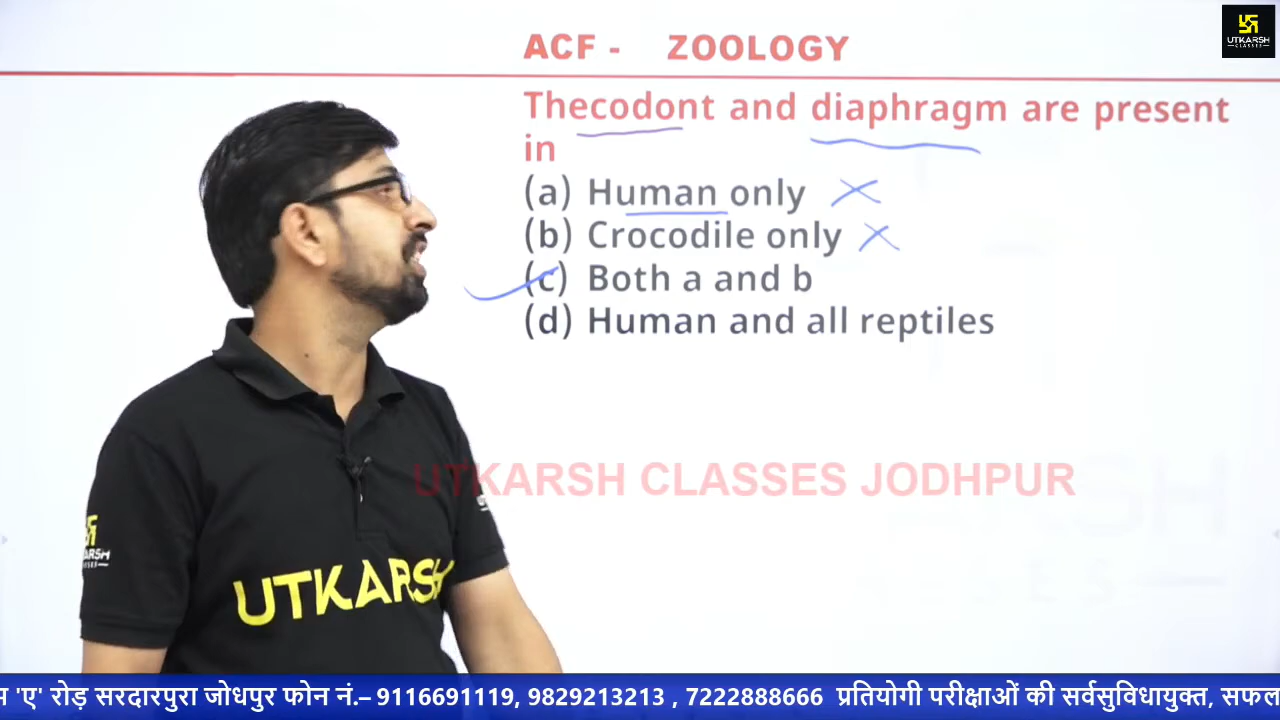 ACF - ZOOLOGY
UTKARSH
CLASSES
Thecodont and diaphragm are present
in
(a) Human only
(b) Crocodile only
(c) Both a and b
(d) Human and all reptiles
UTKARSH CLASSES JODHPUR
UTKARSH
'ए' रोड़ सरदारपुरा जोधपुर फोन नं.– 9116691119, 9829213213 , 7222888666 प्रतियोगी परीक्षाओं की सर्वसुविधायुक्त,